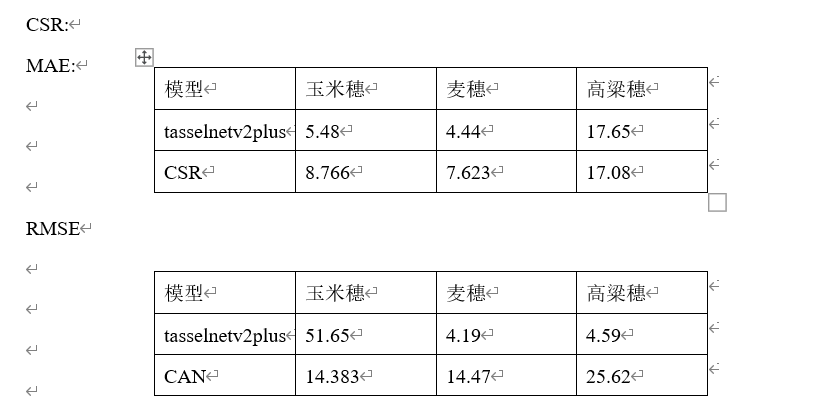 CSR:
MAE:
模型 玉米穗 麦穗 高粱穗
tasselnetv2plus 5.48 4.44 17.65
CSR 8.766 7.623 17.08
RMSE
模型 玉米穗 麦穗 高粱穗
tasselnetv2plus 51.65 4.19 4.59
CAN 14.383 14.47 25.62